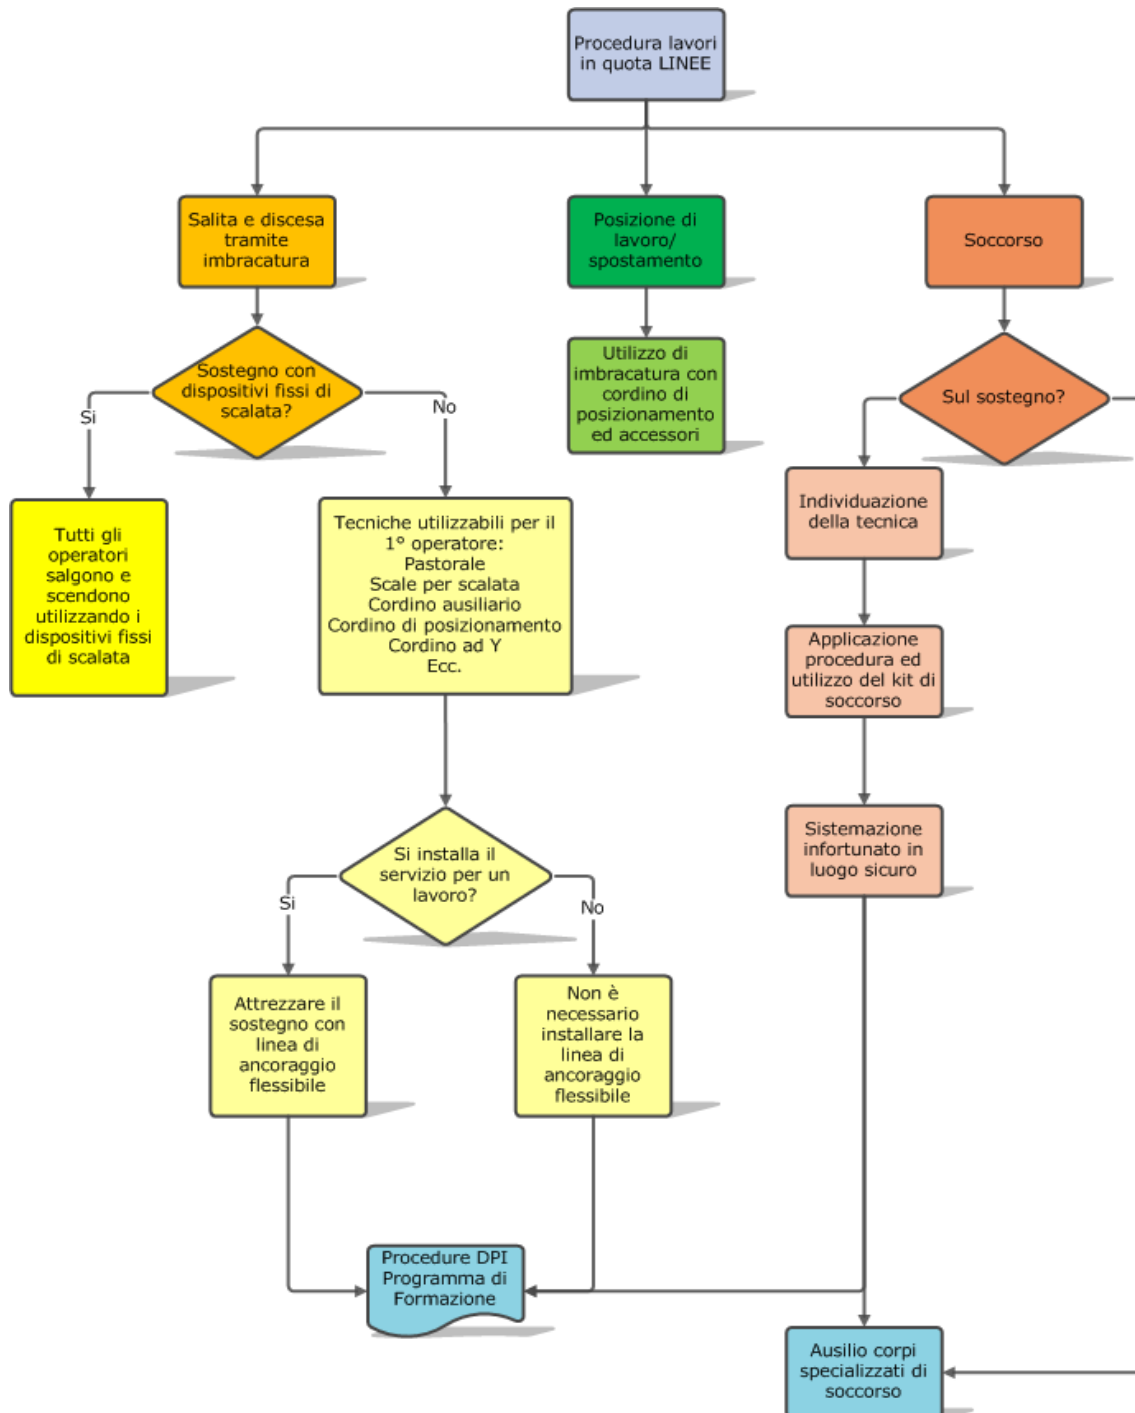 Procedura lavori
in quota LINEE
Salita e discesa
tramite
imbracatura
Posizione di
lavoro/
spostamento
Soccorso
Sostegno con
dispositivi fissi di
scalata?
Utilizzo di
imbracatura con
cordino di
posizionamento
ed accessori
Sul sostegno?
Si
No
Tutti gli
operatori
salgono e
scendono
utilizzando i
dispositivi fissi
di scalata
Tecniche utilizzabili per il
1° operatore:
Pastorale
Scale per scalata
Cordino ausiliario
Cordino di posizionamento
Cordino ad Y
Ecc.
Individuazione
della tecnica
Applicazione
procedura ed
utilizzo del kit di
soccorso
Si installa il
servizio per un
lavoro?
Sistemazione
infortunato in
luogo sicuro
Si
No
Attrezzare il
sostegno con
linea di
ancoraggio
flessibile
Non è
necessario
installare la
linea di
ancoraggio
flessibile
Procedure DPI
Programma di
Formazione
Ausilio corpi
specializzati di
soccorso